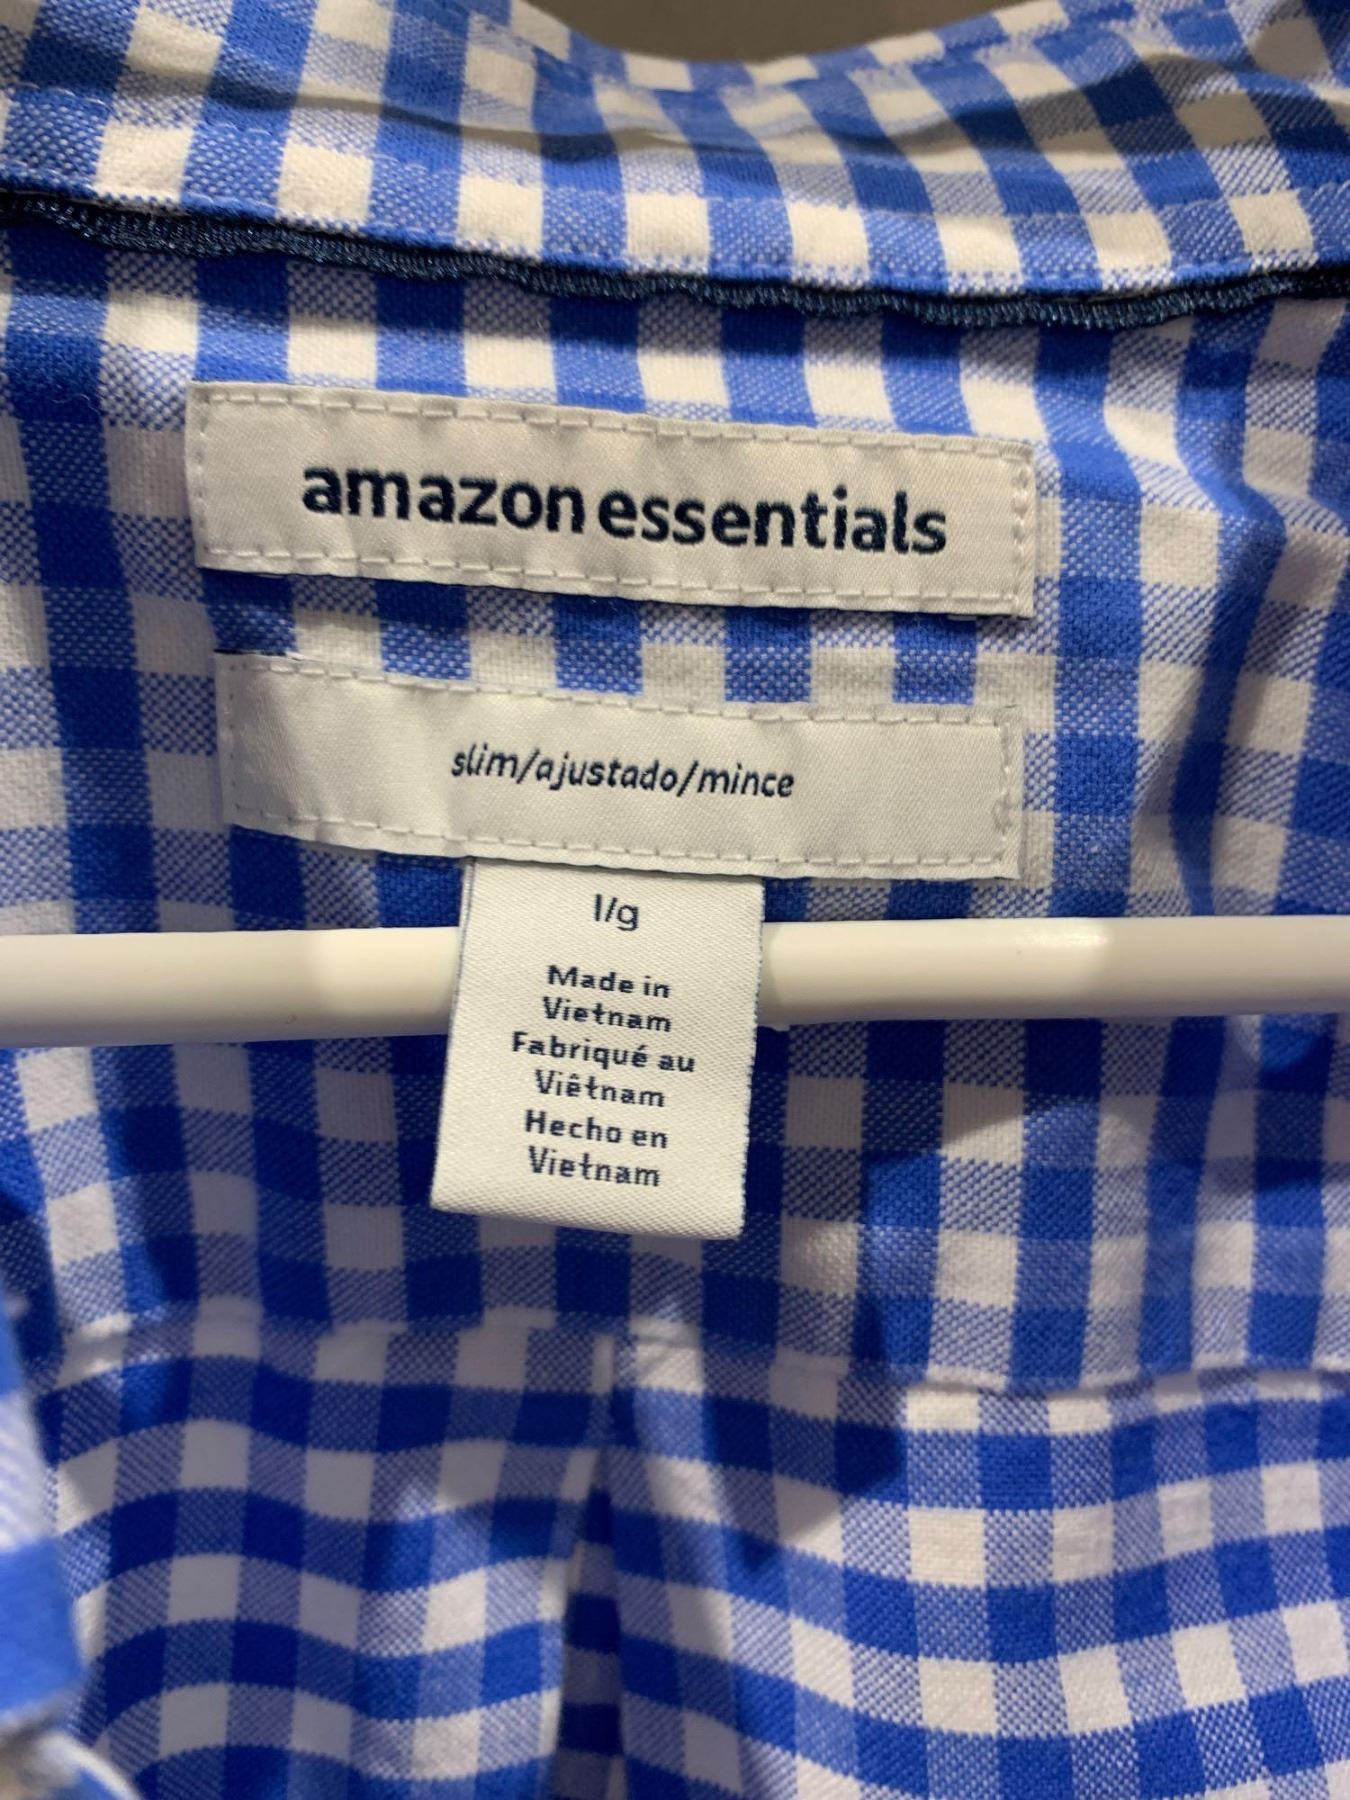 amazon essentials
slim/ajustado/mince
l/g
Made in
Vietnam
Fabriqué au
Viêtnam
Hecho en
Vietnam